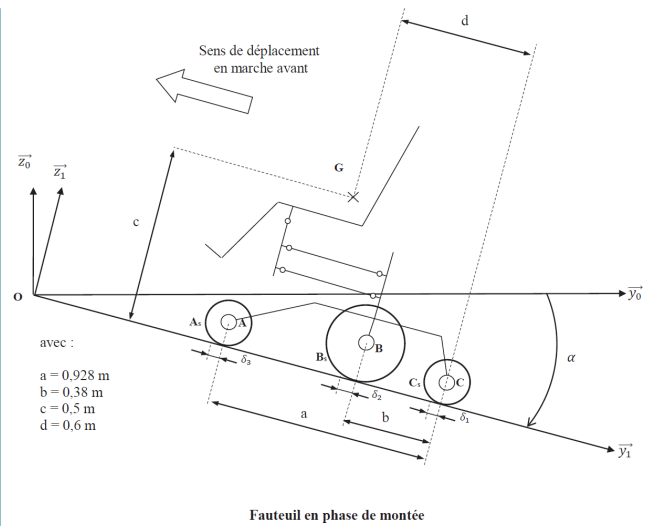 d
Sens de déplacement
en marche avant
G
z₀
z₁
c
O
y₀
Aₛ
A
Bₛ
B
Cₛ
C
α
avec :
a = 0,928 m
b = 0,38 m
c = 0,5 m
d = 0,6 m
δ₃
δ₂
δ₁
a
b
y₁
Fauteuil en phase de montée